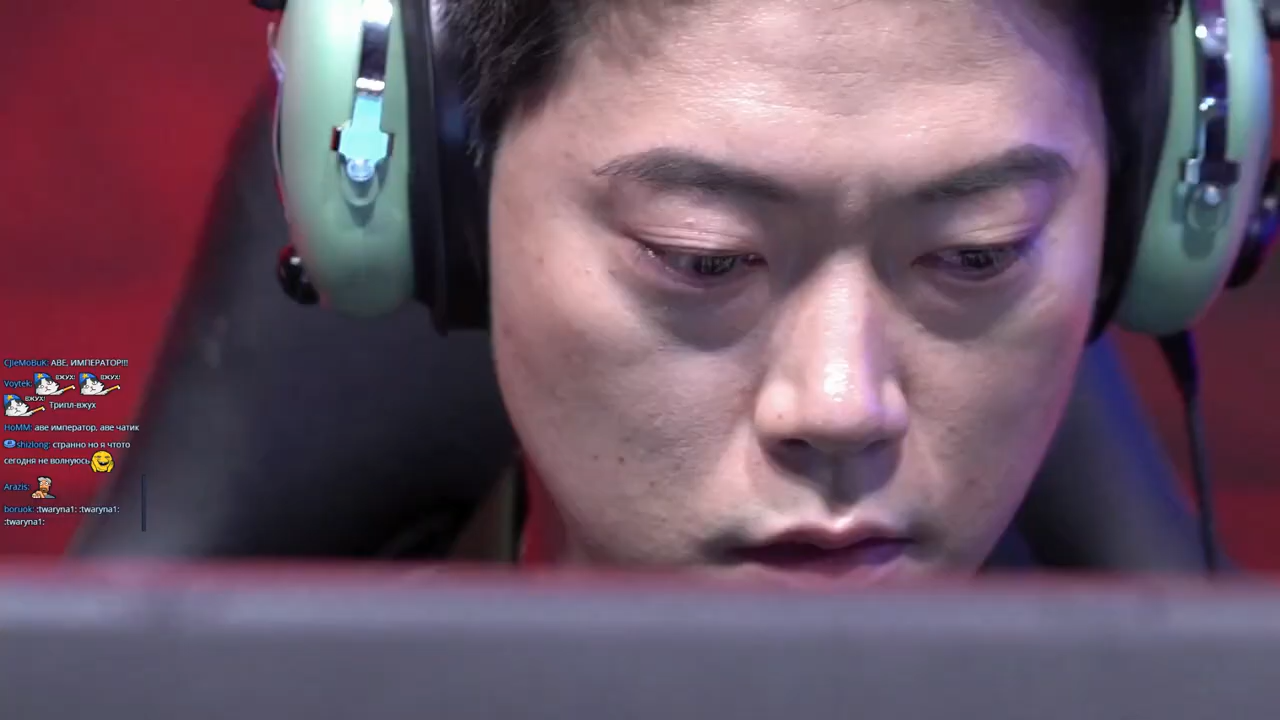 CJIeMoBuK: АВЕ, ИМПЕРАТОР!!!
Voytek: ВЖУХ! ВЖУХ!
ВЖУХ! Трипл-вжух
HoMM: аве император, аве чатик
shizlong: странно но я чтото
сегодня не волнуюсь
Arazis:
boruok: :twaryna1: :twaryna1:
:twaryna1: